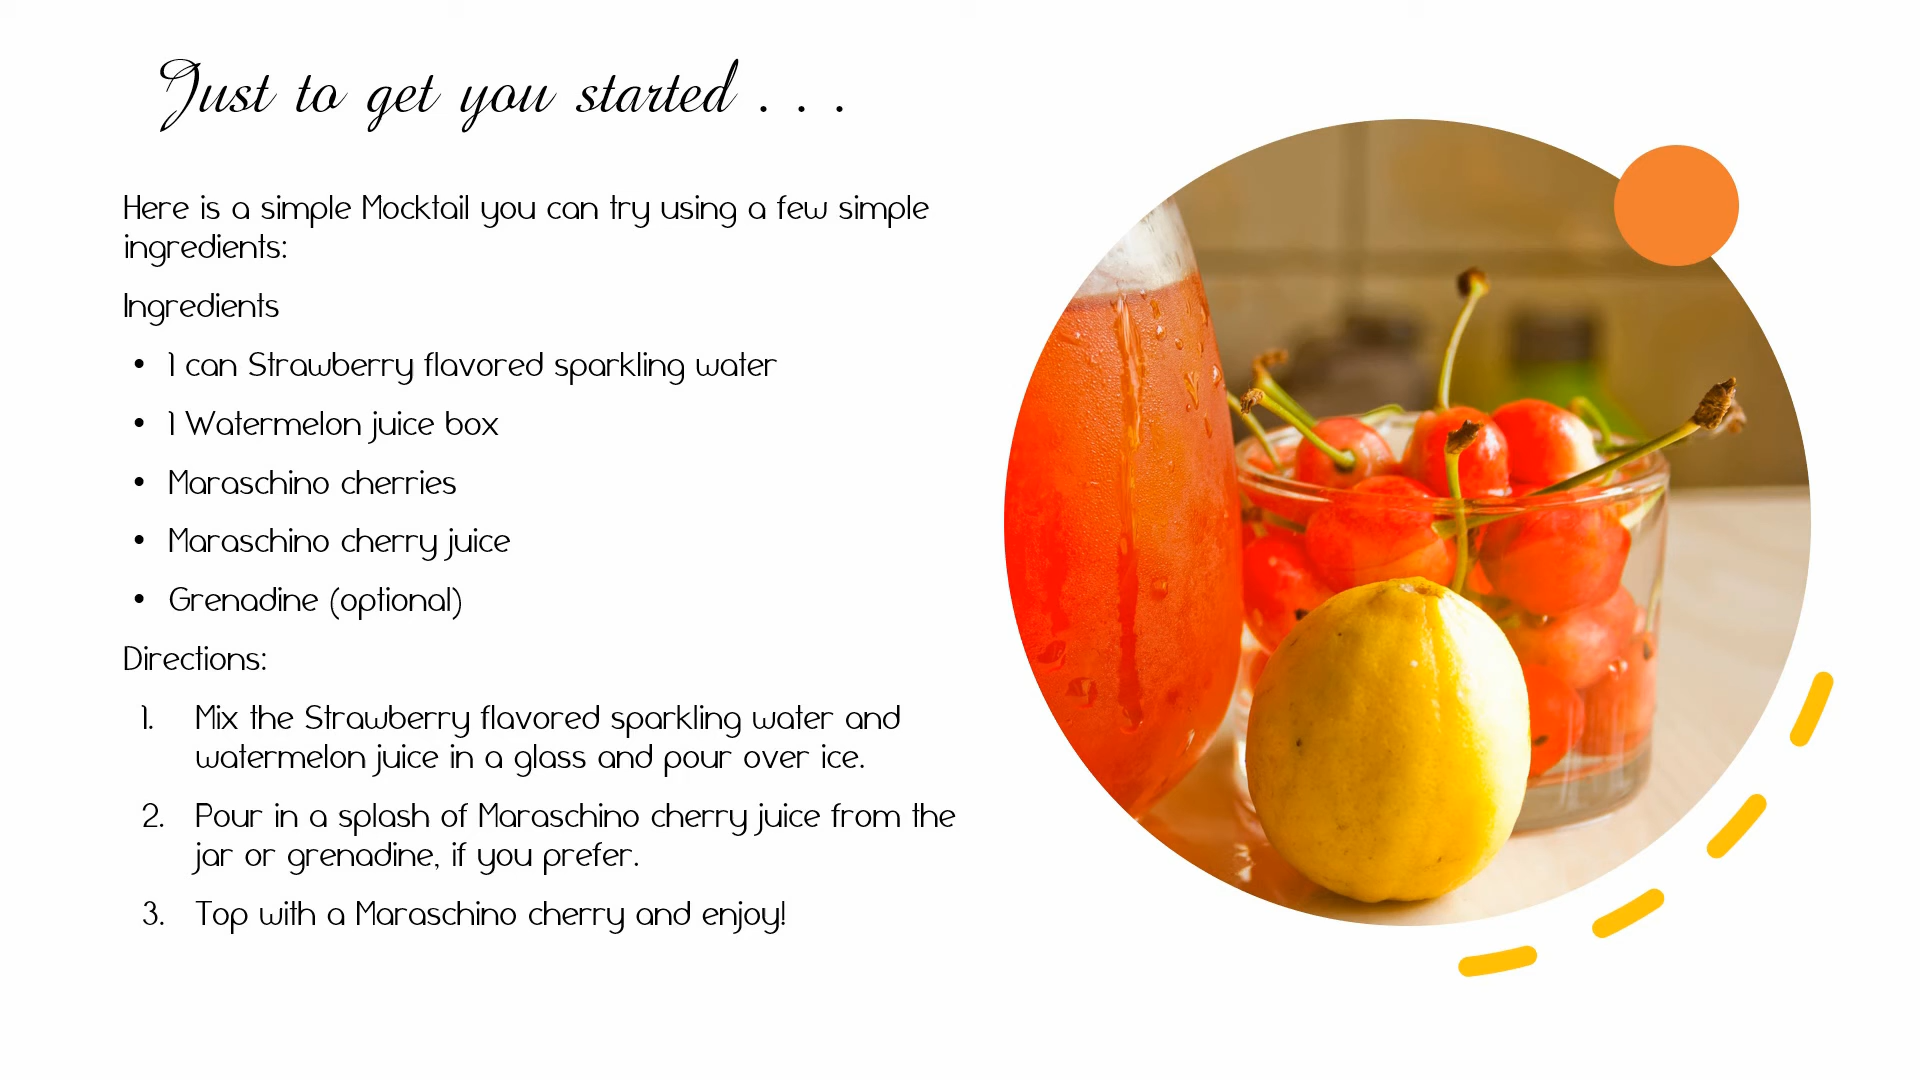 Just to get you started . . .
Here is a simple Mocktail you can try using a few simple
ingredients:
Ingredients
• 1 can Strawberry flavored sparkling water
• 1 Watermelon juice box
• Maraschino cherries
• Maraschino cherry juice
• Grenadine (optional)
Directions:
1. Mix the Strawberry flavored sparkling water and
watermelon juice in a glass and pour over ice.
2. Pour in a splash of Maraschino cherry juice from the
jar or grenadine, if you prefer.
3. Top with a Maraschino cherry and enjoy!